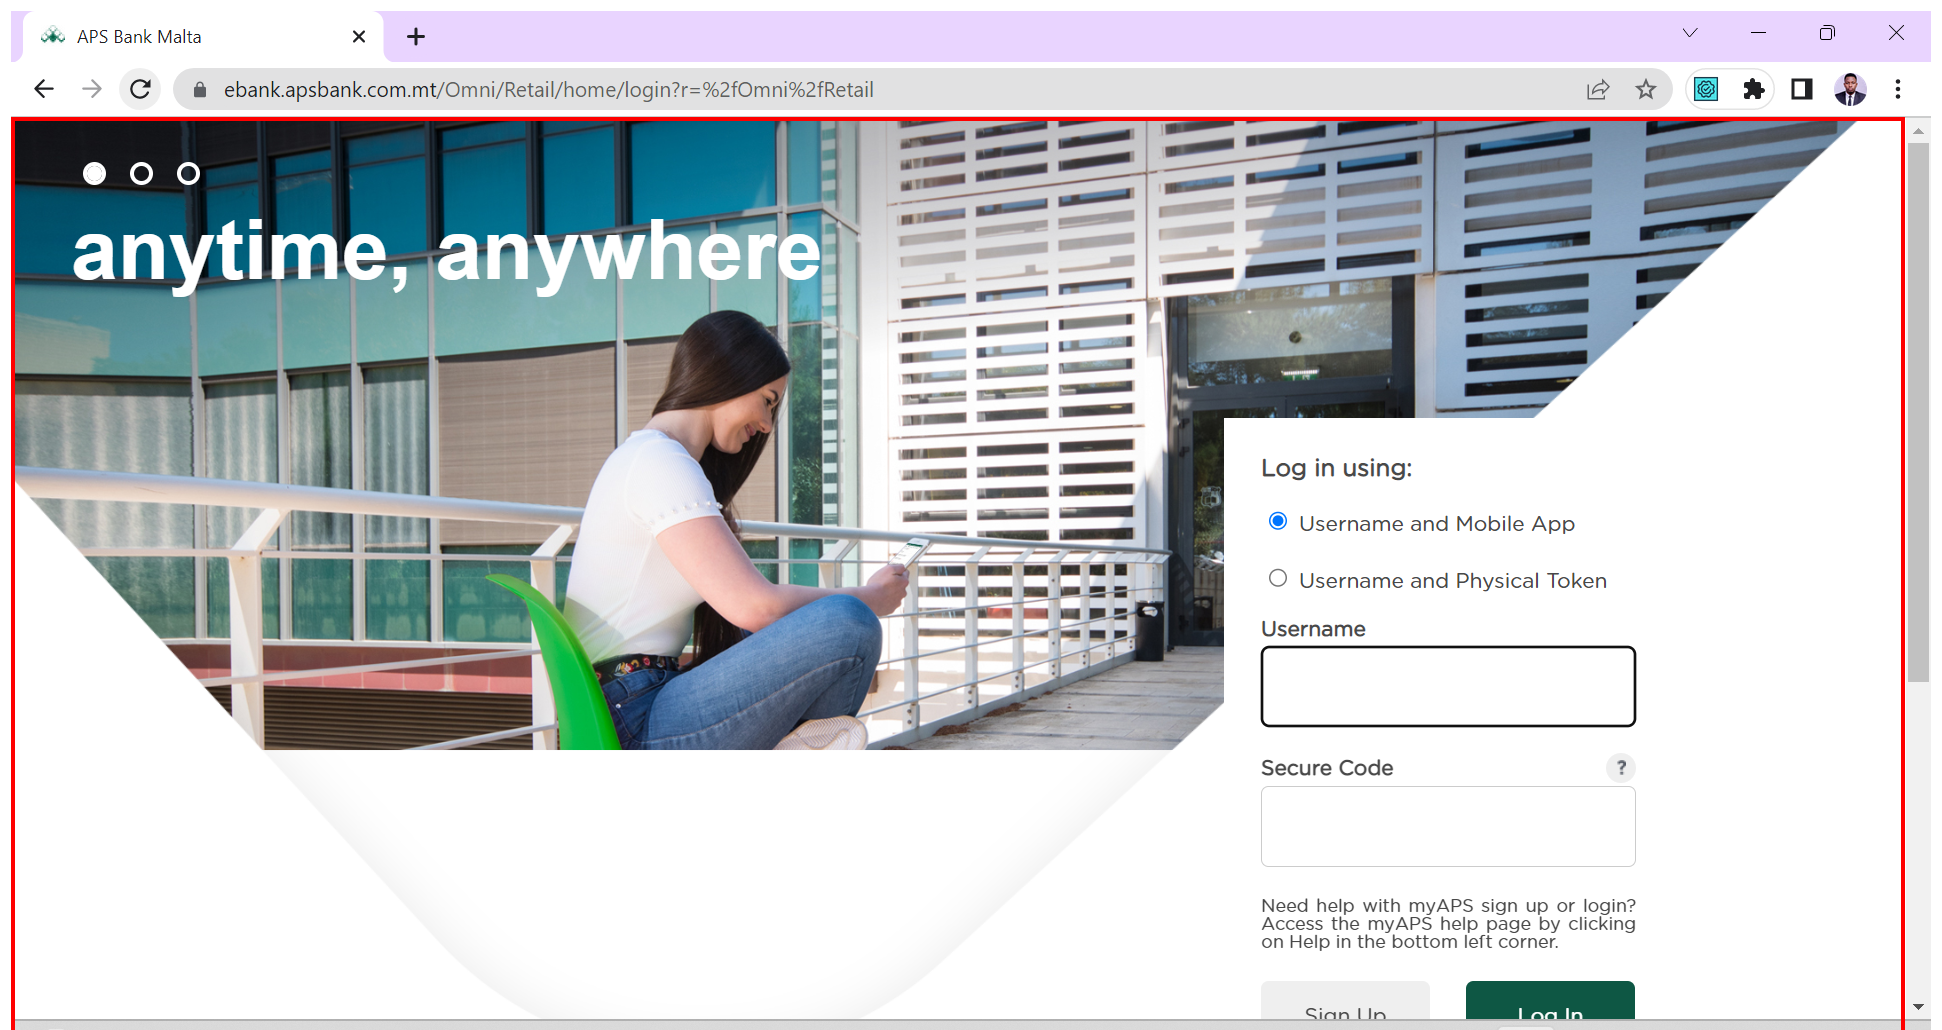 APS Bank Malta
ebank.apsbank.com.mt/Omni/Retail/home/login?r=%2fOmni%2fRetail
anytime, anywhere
Log in using:
Username and Mobile App
Username and Physical Token
Username
Secure Code
?
Need help with myAPS sign up or login?
Access the myAPS help page by clicking
on Help in the bottom left corner.
Sign Up
Log In